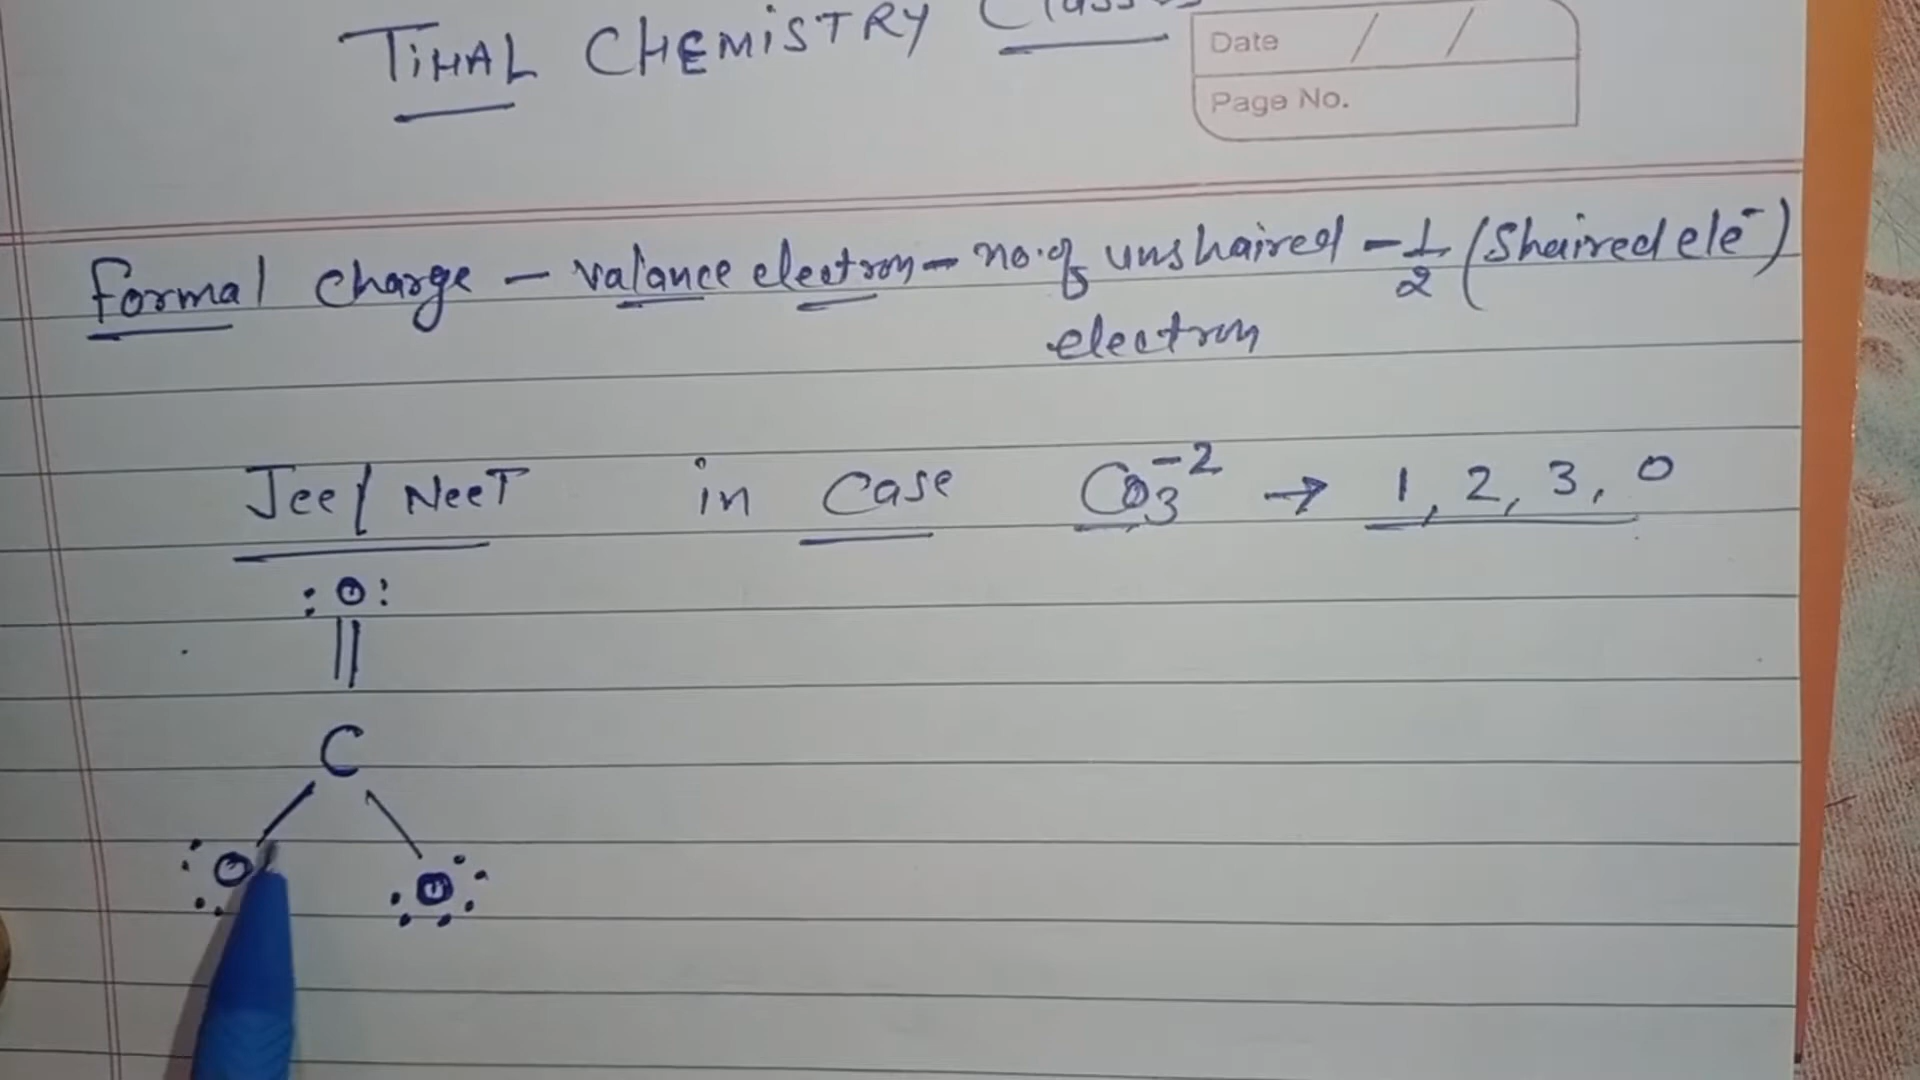 TiHAL CHEMiSTRY Classes
Date / /
Page No.
formal charge - valance electron - no. of unshaired - 1/2 (Shaired ele⁻)
electron
Jee/ NeeT in Case CO₃⁻² → 1, 2, 3, 0
:O:
||
C
O O